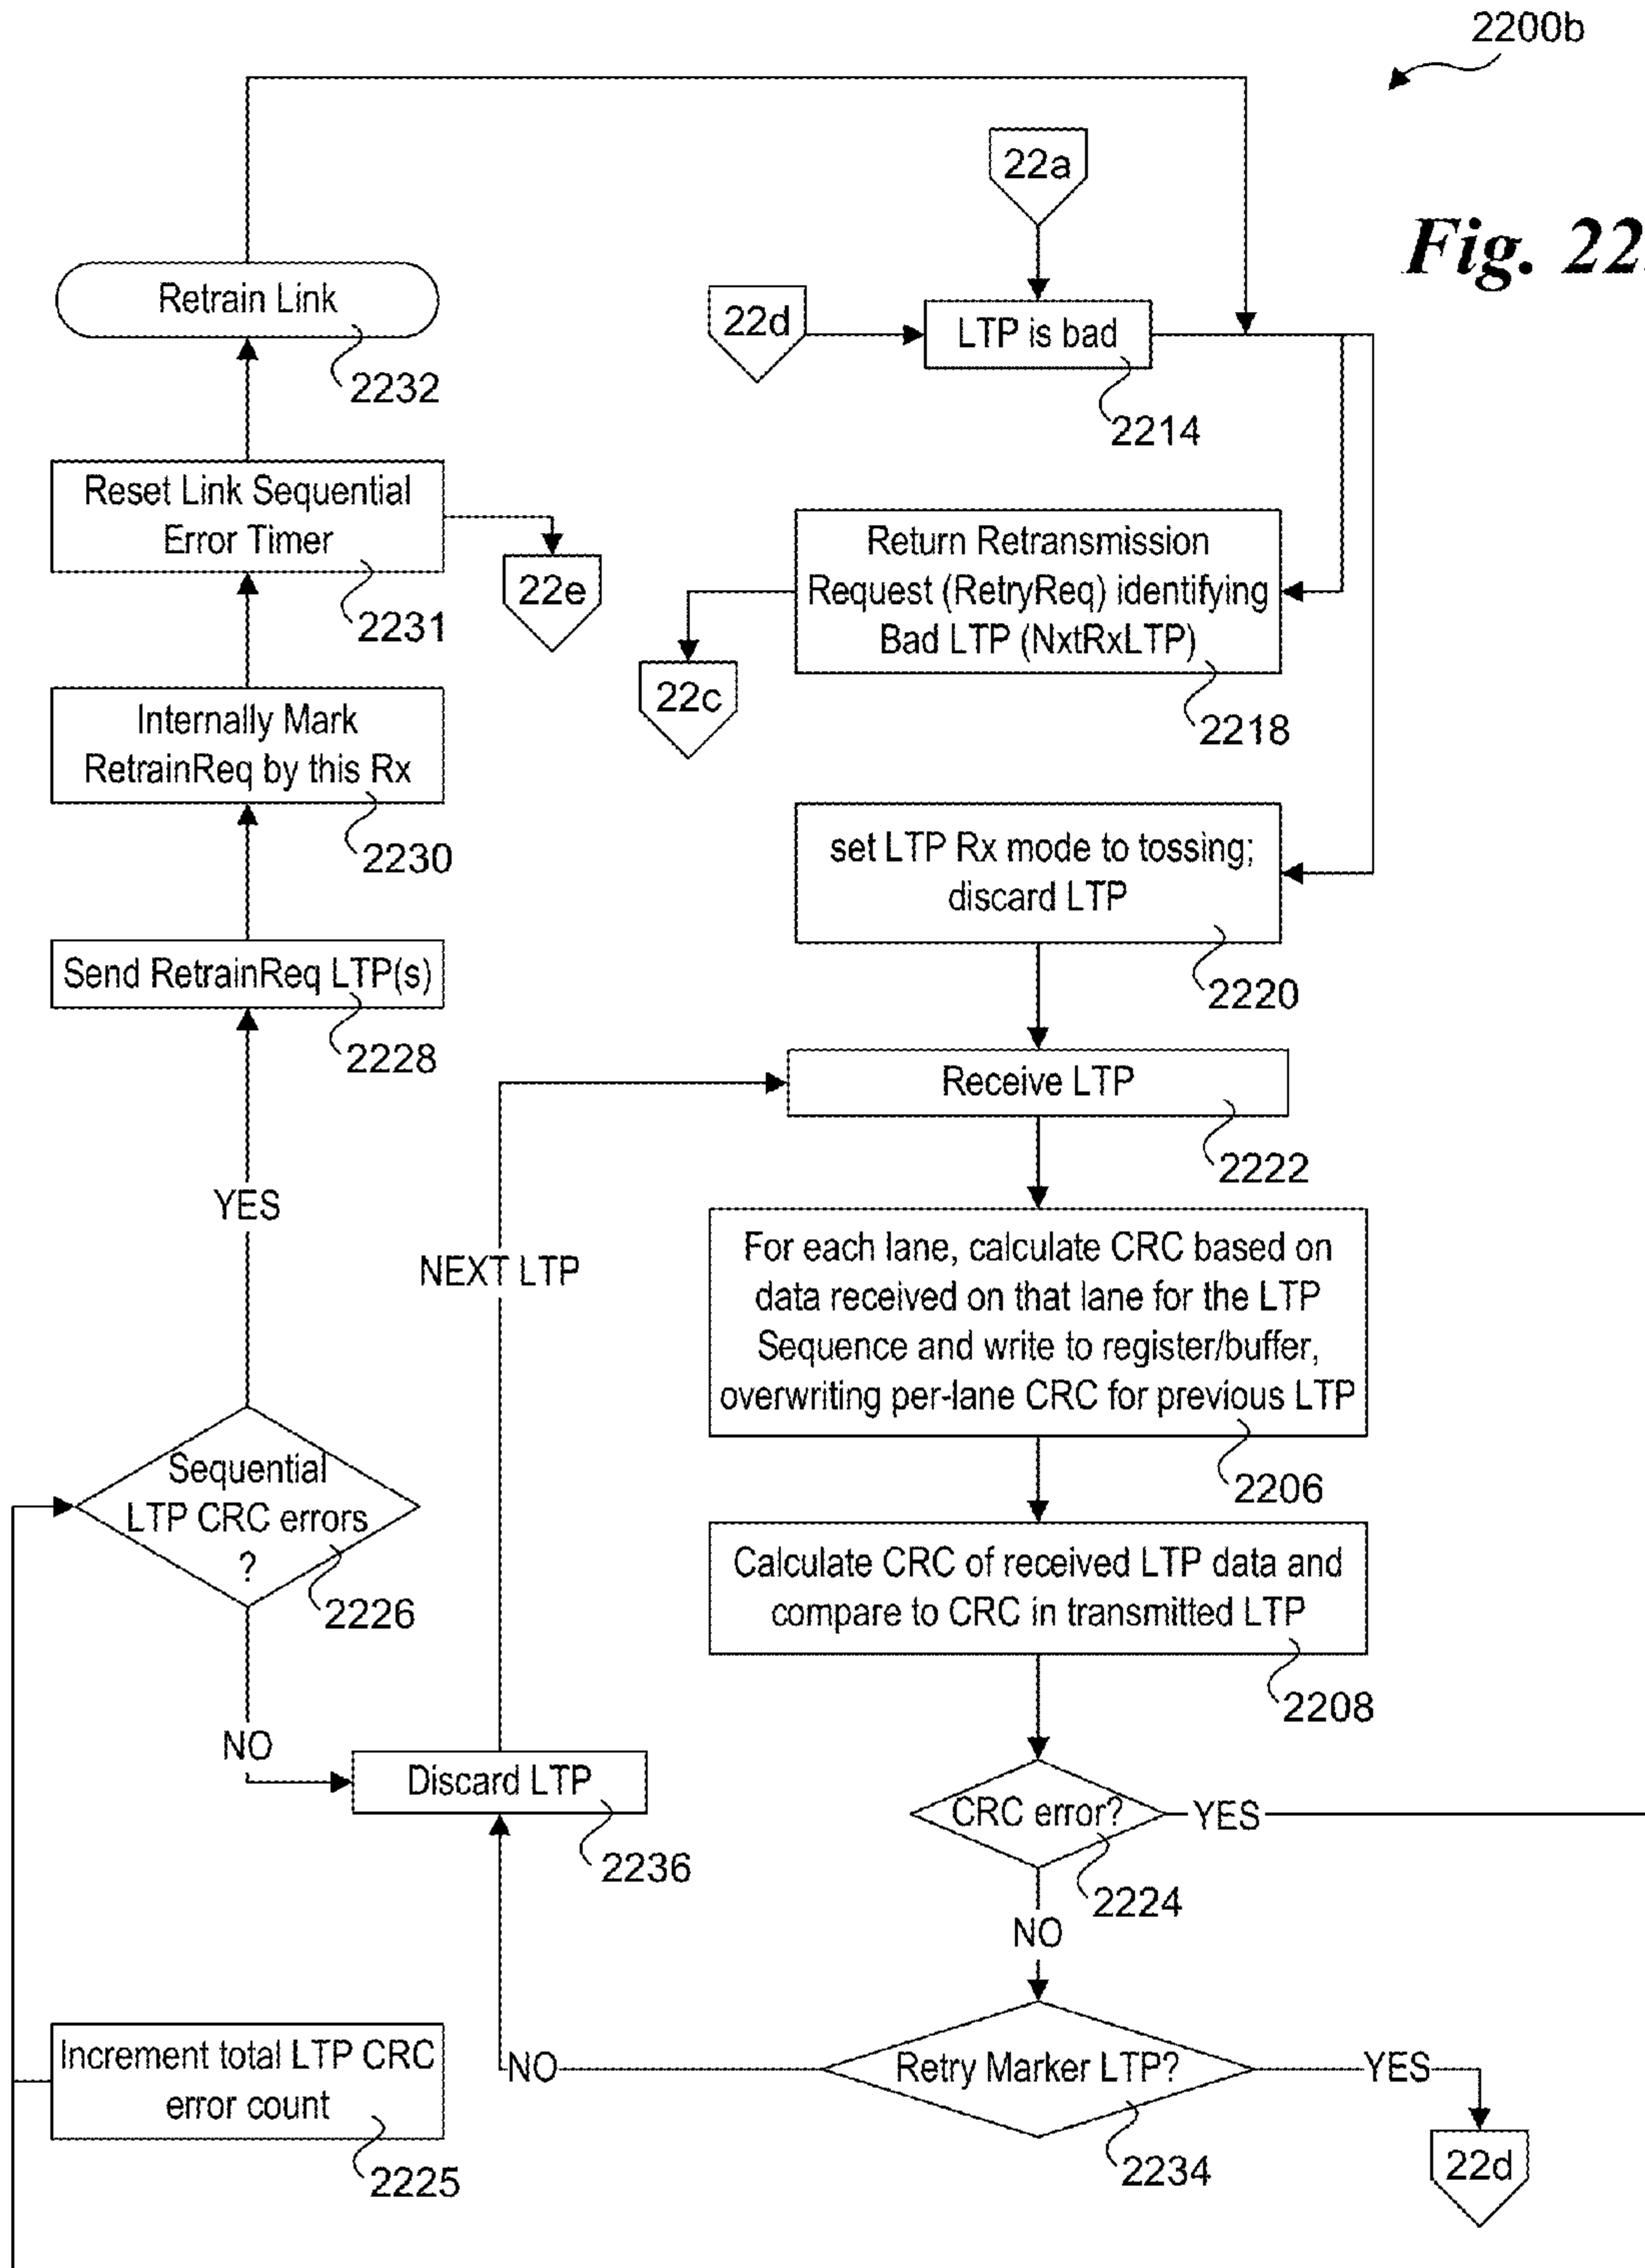 2200b
22a
Fig. 22
Retrain Link
2232
22d
LTP is bad
2214
Reset Link Sequential
Error Timer
2231
22e
Return Retransmission
Request (RetryReq) identifying
Bad LTP (NxtRxLTP)
2218
22c
Internally Mark
RetrainReq by this Rx
2230
set LTP Rx mode to tossing;
discard LTP
2220
Send RetrainReq LTP(s)
2228
Receive LTP
2222
YES
NEXT LTP
For each lane, calculate CRC based on
data received on that lane for the LTP
Sequence and write to register/buffer,
overwriting per-lane CRC for previous LTP
2206
Sequential
LTP CRC errors
?
2226
Calculate CRC of received LTP data and
compare to CRC in transmitted LTP
2208
NO
Discard LTP
2236
CRC error?
YES
2224
NO
Increment total LTP CRC
error count
2225
NO
Retry Marker LTP?
YES
2234
22d